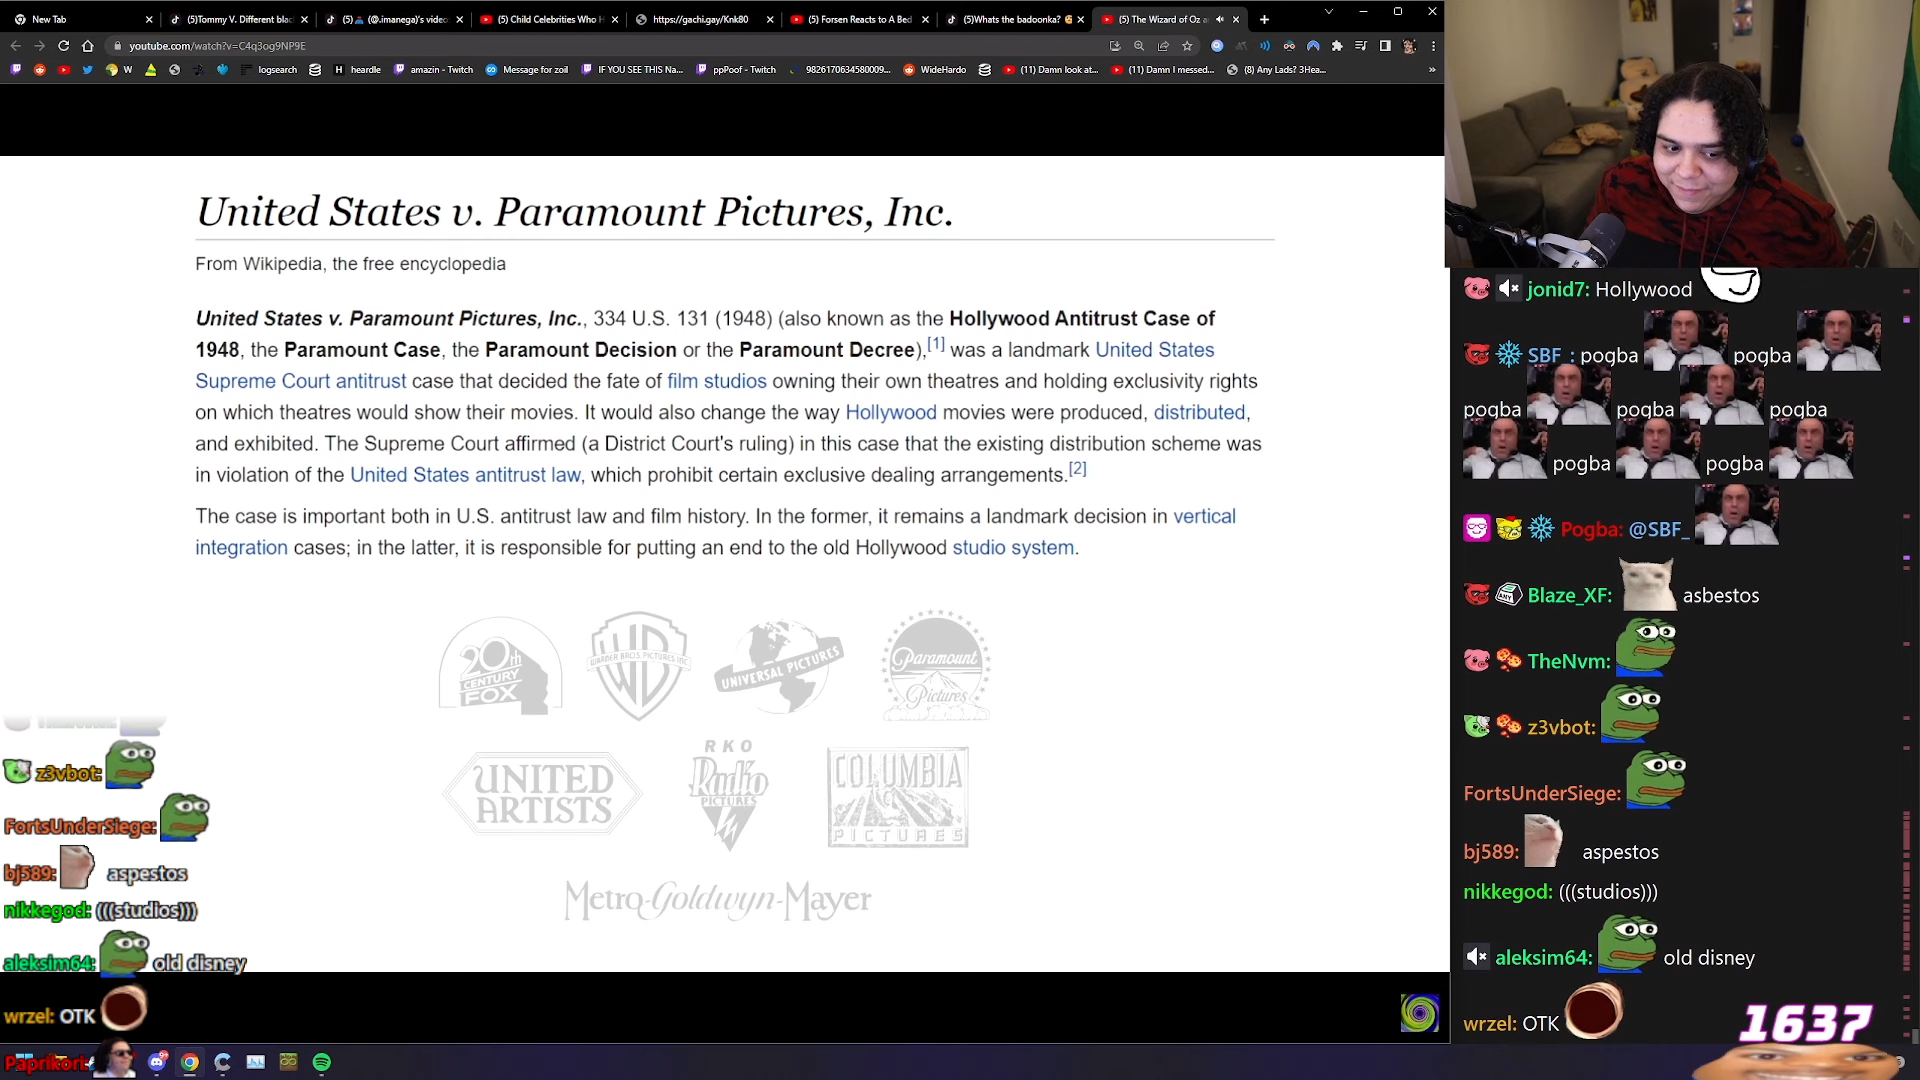 New Tab
(5)Tommy V. Different blac
(5) (@.imanega)'s video
(5) Child Celebrities Who H
https://gachi.gay/Knk80
(5) Forsen Reacts to A Bed
(5)Whats the badoonka?
(5) The Wizard of Oz a
youtube.com/watch?v=C4q3og9NP9E
W
logsearch
H heardle
amazin - Twitch
Message for zoil
IF YOU SEE THIS Na...
ppPoof - Twitch
9826170634580009...
WideHardo
(11) Damn look at...
(11) Damn I messed...
(8) Any Lads? 3Hea...
United States v. Paramount Pictures, Inc.
From Wikipedia, the free encyclopedia
United States v. Paramount Pictures, Inc., 334 U.S. 131 (1948) (also known as the Hollywood Antitrust Case of
1948, the Paramount Case, the Paramount Decision or the Paramount Decree),[1] was a landmark United States
Supreme Court antitrust case that decided the fate of film studios owning their own theatres and holding exclusivity rights
on which theatres would show their movies. It would also change the way Hollywood movies were produced, distributed,
and exhibited. The Supreme Court affirmed (a District Court's ruling) in this case that the existing distribution scheme was
in violation of the United States antitrust law, which prohibit certain exclusive dealing arrangements.[2]
The case is important both in U.S. antitrust law and film history. In the former, it remains a landmark decision in vertical
integration cases; in the latter, it is responsible for putting an end to the old Hollywood studio system.
20th
CENTURY
FOX
WB
WARNER BROS. PICTURES INC
UNIVERSAL PICTURES
Paramount
Pictures
UNITED
ARTISTS
RKO
Radio
PICTURES
COLUMBIA
PICTURES
Metro-Goldwyn-Mayer
z3vbot:
FortsUnderSiege:
bj589: aspestos
nikkegod: (((studios)))
aleksim64: old disney
wrzel: OTK
Paprikori:
jonid7: Hollywood
SBF_: pogba pogba
pogba pogba pogba
pogba pogba
Pogba: @SBF_
Blaze_XF: asbestos
TheNvm:
z3vbot:
FortsUnderSiege:
bj589: aspestos
nikkegod: (((studios)))
aleksim64: old disney
wrzel: OTK
1637